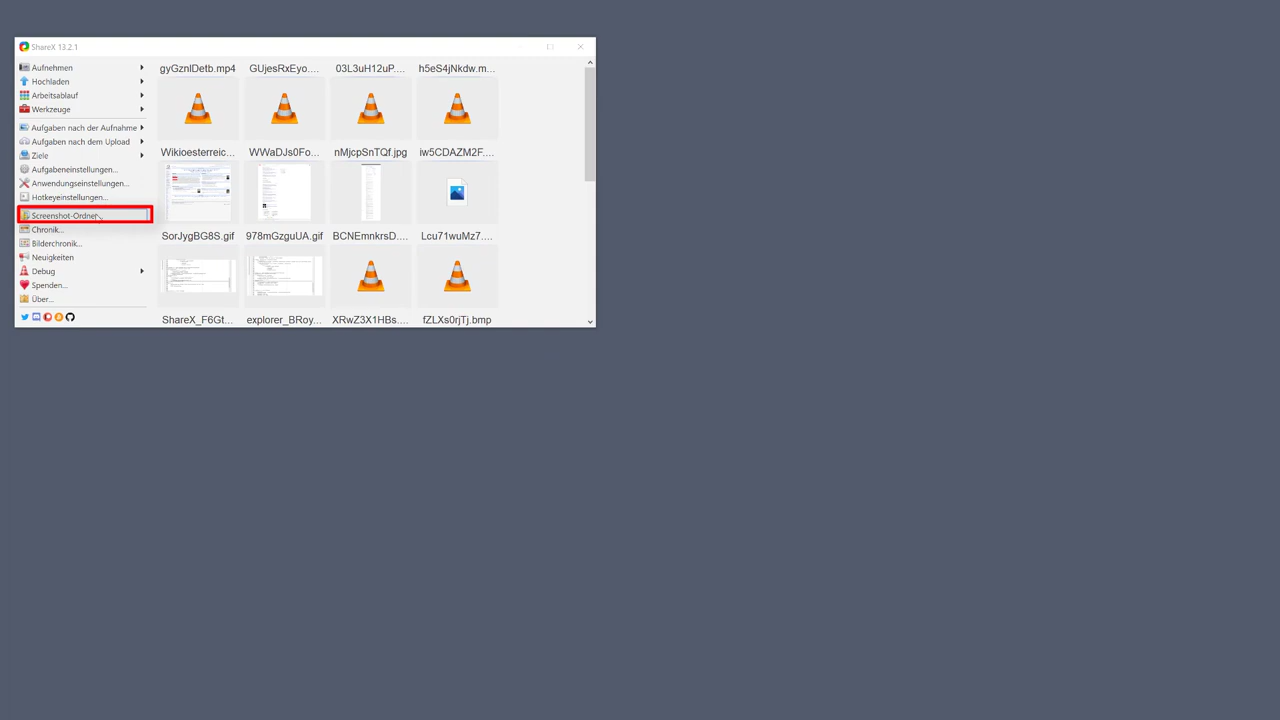 ShareX 13.2.1
Aufnehmen
Hochladen
Arbeitsablauf
Werkzeuge
Aufgaben nach der Aufnahme
Aufgaben nach dem Upload
Ziele
Aufgabeneinstellungen...
Anwendungseinstellungen...
Hotkeyeinstellungen...
Screenshot-Ordner...
Chronik...
Bilderchronik...
Neuigkeiten
Debug
Spenden...
Über...
gyGznlDetb.mp4 GUjesRxEyo.... 03L3uH12uP.... h5eS4jNkdw.m...
Wikioesterreic... WWaDJs0Fo... nMjcpSnTQf.jpg iw5CDAZM2F....
SorJygBG8S.gif 978mGzguUA.gif BCNEmnkrsD.... Lcu71wuMz7....
ShareX_F6Gt... explorer_BRoy... XRwZ3X1HBs.... fZLXs0rjTj.bmp